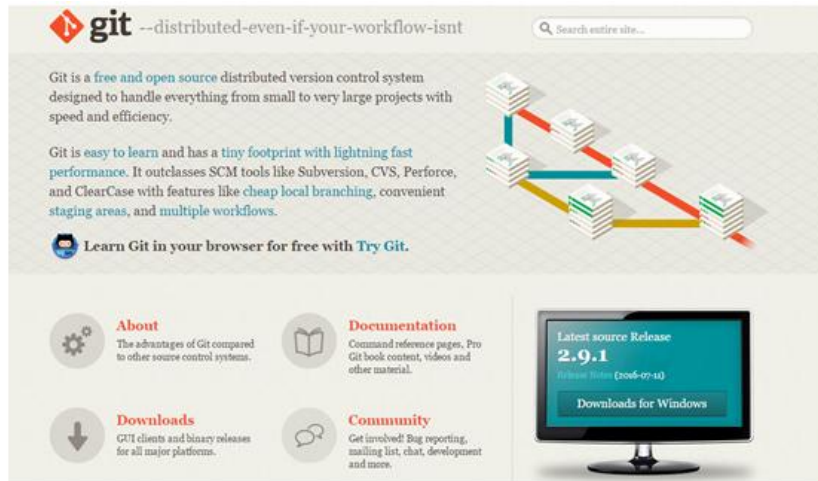 git --distributed-even-if-your-workflow-isnt
Search entire site...
Git is a free and open source distributed version control system
designed to handle everything from small to very large projects with
speed and efficiency.
Git is easy to learn and has a tiny footprint with lightning fast
performance. It outclasses SCM tools like Subversion, CVS, Perforce,
and ClearCase with features like cheap local branching, convenient
staging areas, and multiple workflows.
Learn Git in your browser for free with Try Git.
About
The advantages of Git compared
to other source control systems.
Documentation
Command reference pages, Pro
Git book content, videos and
other material.
Downloads
GUI clients and binary releases
for all major platforms.
Community
Get involved! Bug reporting,
mailing list, chat, development
and more.
Latest source Release
2.9.1
Release Notes (2016-07-11)
Downloads for Windows